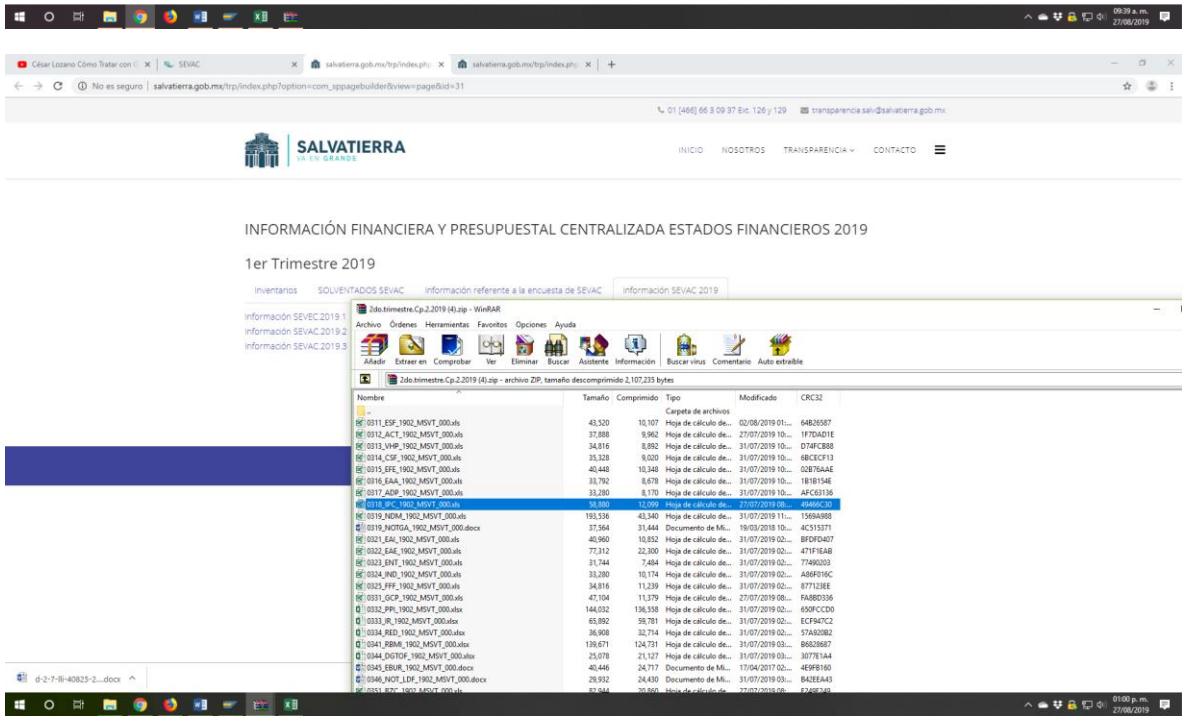 09:39 a. m.
27/08/2019
César Lozano Cómo Tratar con G
SEVAC
salvatierra.gob.mx/trp/index.php
salvatierra.gob.mx/trp/index.php
No es seguro | salvatierra.gob.mx/trp/index.php?option=com_sppagebuilder&view=page&id=31
01 [466] 66 3 09 37 Ext. 126 y 129 transparencia.salv@salvatierra.gob.mx
SALVATIERRA
VA EN GRANDE
INICIO NOSOTROS TRANSPARENCIA CONTACTO
INFORMACIÓN FINANCIERA Y PRESUPUESTAL CENTRALIZADA ESTADOS FINANCIEROS 2019
1er Trimestre 2019
Inventarios SOLVENTADOS SEVAC Información referente a la encuesta de SEVAC Información SEVAC 2019
Información SEVEC.2019 1
Información SEVAC.2019.2
Información SEVAC.2019.3
2do.trimestre.Cp.2.2019 (4).zip - WinRAR
Archivo Órdenes Herramientas Favoritos Opciones Ayuda
Añadir Extraer en Comprobar Ver Eliminar Buscar Asistente Información Buscar virus Comentario Auto extraíble
2do.trimestre.Cp.2.2019 (4).zip - archivo ZIP, tamaño descomprimido 2,107,235 bytes
Nombre Tamaño Comprimido Tipo Modificado CRC32
.. Carpeta de archivos
0311_ESF_1902_MSVT_000.xls 43,520 10,107 Hoja de cálculo de... 02/08/2019 01:... 64B26587
0312_ACT_1902_MSVT_000.xls 37,888 9,962 Hoja de cálculo de... 27/07/2019 10:... 1F7DAD1E
0313_VHP_1902_MSVT_000.xls 34,816 8,892 Hoja de cálculo de... 31/07/2019 10:... D74FCB88
0314_CSF_1902_MSVT_000.xls 35,328 9,020 Hoja de cálculo de... 31/07/2019 10:... 6BCECF13
0315_EFE_1902_MSVT_000.xls 40,448 10,348 Hoja de cálculo de... 31/07/2019 10:... 02B76AAE
0316_EAA_1902_MSVT_000.xls 33,792 8,678 Hoja de cálculo de... 31/07/2019 10:... 1B1B154E
0317_ADP_1902_MSVT_000.xls 33,280 8,170 Hoja de cálculo de... 31/07/2019 10:... AFC63136
0318_IPC_1902_MSVT_000.xls 58,880 12,099 Hoja de cálculo de... 27/07/2019 08:... 49466C30
0319_NDM_1902_MSVT_000.xls 193,536 43,340 Hoja de cálculo de... 31/07/2019 11:... 1569A988
0319_NOTGA_1902_MSVT_000.docx 37,564 31,444 Documento de Mi... 19/03/2018 10:... 4C515371
0321_EAI_1902_MSVT_000.xls 40,960 10,852 Hoja de cálculo de... 31/07/2019 02:... BFDFD407
0322_EAE_1902_MSVT_000.xls 77,312 22,300 Hoja de cálculo de... 31/07/2019 02:... 471F1EAB
0323_ENT_1902_MSVT_000.xls 31,744 7,484 Hoja de cálculo de... 31/07/2019 02:... 77490203
0324_IND_1902_MSVT_000.xls 33,280 10,174 Hoja de cálculo de... 31/07/2019 02:... A86F016C
0325_FFF_1902_MSVT_000.xls 34,816 11,239 Hoja de cálculo de... 31/07/2019 02:... 877123EE
0331_GCP_1902_MSVT_000.xls 47,104 11,379 Hoja de cálculo de... 27/07/2019 08:... FA8BD336
0332_PPI_1902_MSVT_000.xlsx 144,032 136,558 Hoja de cálculo de... 31/07/2019 02:... 650FCCD0
0333_IR_1902_MSVT_000.xlsx 65,892 59,781 Hoja de cálculo de... 31/07/2019 02:... ECF947C2
0334_RED_1902_MSVT_000.xlsx 36,908 32,714 Hoja de cálculo de... 31/07/2019 02:... 57A920B2
0341_RBMI_1902_MSVT_000.xlsx 139,671 124,731 Hoja de cálculo de... 31/07/2019 03:... B6828687
0344_DGTOF_1902_MSVT_000.xlsx 25,078 21,127 Hoja de cálculo de... 31/07/2019 03:... 3077E1A4
0345_EBUR_1902_MSVT_000.docx 40,446 24,717 Documento de Mi... 17/04/2017 02:... 4E9FB160
0346_NOT_LDF_1902_MSVT_000.docx 29,932 24,430 Documento de Mi... 31/07/2019 03:... B42EEA43
0351_BZC_1902_MSVT_000.xls 82,944 20,860 Hoja de cálculo de... 27/07/2019 08:... F249F249
d-2-7-lli-40825-2....docx
01:00 p. m.
27/08/2019